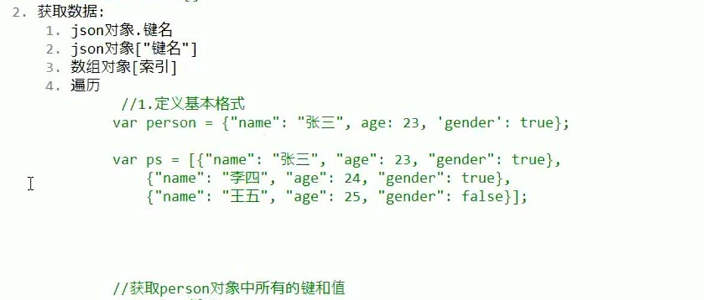 2. 获取数据:
1. json对象.键名
2. json对象["键名"]
3. 数组对象[索引]
4. 遍历
//1.定义基本格式
var person = {"name": "张三", age: 23, 'gender': true};
var ps = [{"name": "张三", "age": 23, "gender": true},
{"name": "李四", "age": 24, "gender": true},
{"name": "王五", "age": 25, "gender": false}];
//获取person对象中所有的键和值